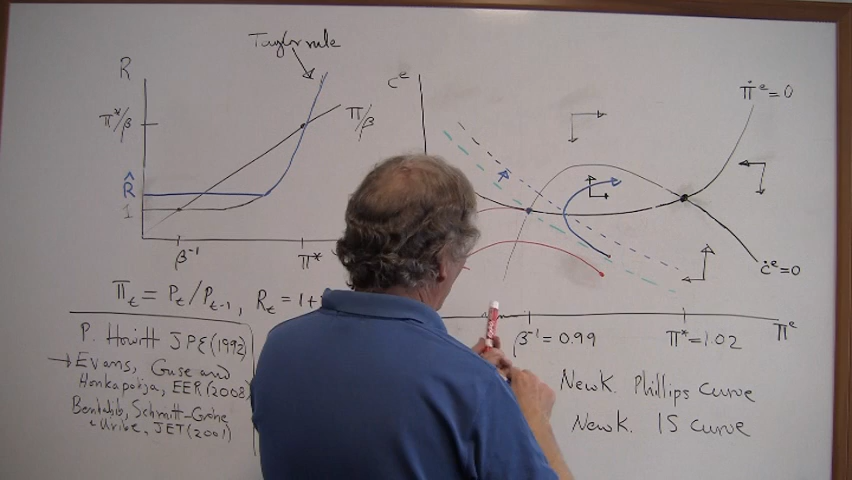 Taylor rule
R
π*/β
R̂
1
π/β
β⁻¹
π*
cᵉ
π̇ᵉ=0
ċᵉ=0
β⁻¹=0.99
π*=1.02
πᵉ
πₜ = Pₜ/Pₜ₋₁, Rₜ = 1+
P. Howitt JPE(1992)
→ Evans, Guse and
Honkapohja, EER(2008)
Benhabib, Schmitt-Grohe
& Uribe, JET(2001)
New K. Phillips Curve
New K. IS curve